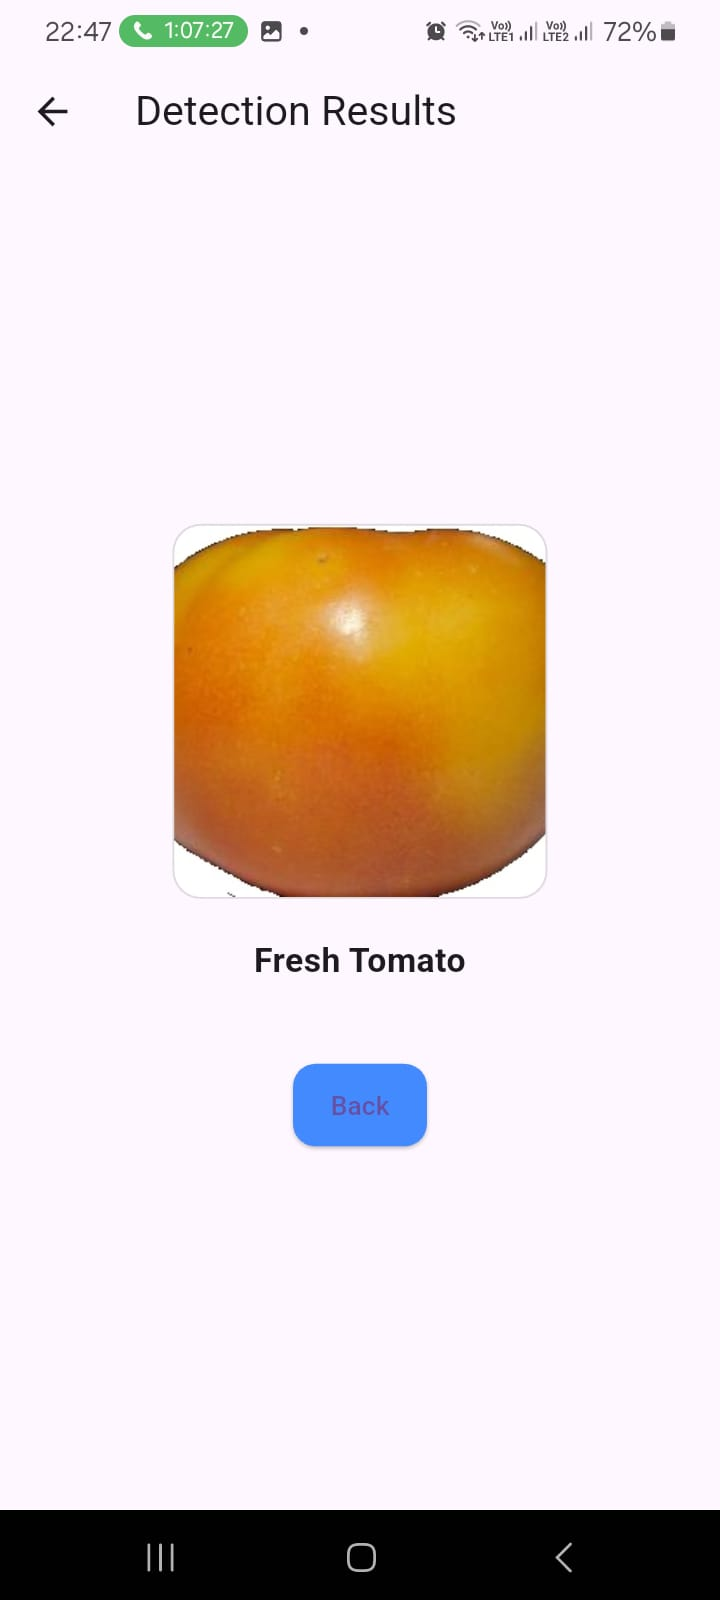 22:47 1:07:27 Vo)) LTE1 Vo)) LTE2 72%
Detection Results
Fresh Tomato
Back